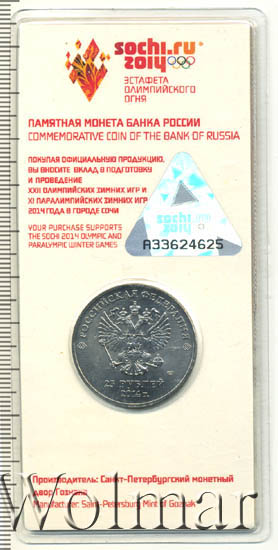 sochi.ru
2014
ЭСТАФЕТА
ОЛИМПИЙСКОГО
ОГНЯ
ПАМЯТНАЯ МОНЕТА БАНКА РОССИИ
COMMEMORATIVE COIN OF THE BANK OF RUSSIA
ПОКУПАЯ ОФИЦИАЛЬНУЮ ПРОДУКЦИЮ,
ВЫ ВНОСИТЕ ВКЛАД В ПОДГОТОВКУ
И ПРОВЕДЕНИЕ
XXII ОЛИМПИЙСКИХ ЗИМНИХ ИГР И
XI ПАРАЛИМПИЙСКИХ ЗИМНИХ ИГР
2014 ГОДА В ГОРОДЕ СОЧИ
YOUR PURCHASE SUPPORTS
THE SOCHI 2014 OLYMPIC AND
PARALYMPIC WINTER GAMES
sochi.ru
2014
A33624625
РОССИЙСКАЯ ФЕДЕРАЦИЯ
25 РУБЛЕЙ
2014 г.
Производитель: Санкт-Петербургский монетный
двор Гознака
Manufacturer: Saint-Petersburg Mint of Goznak
Wolmar